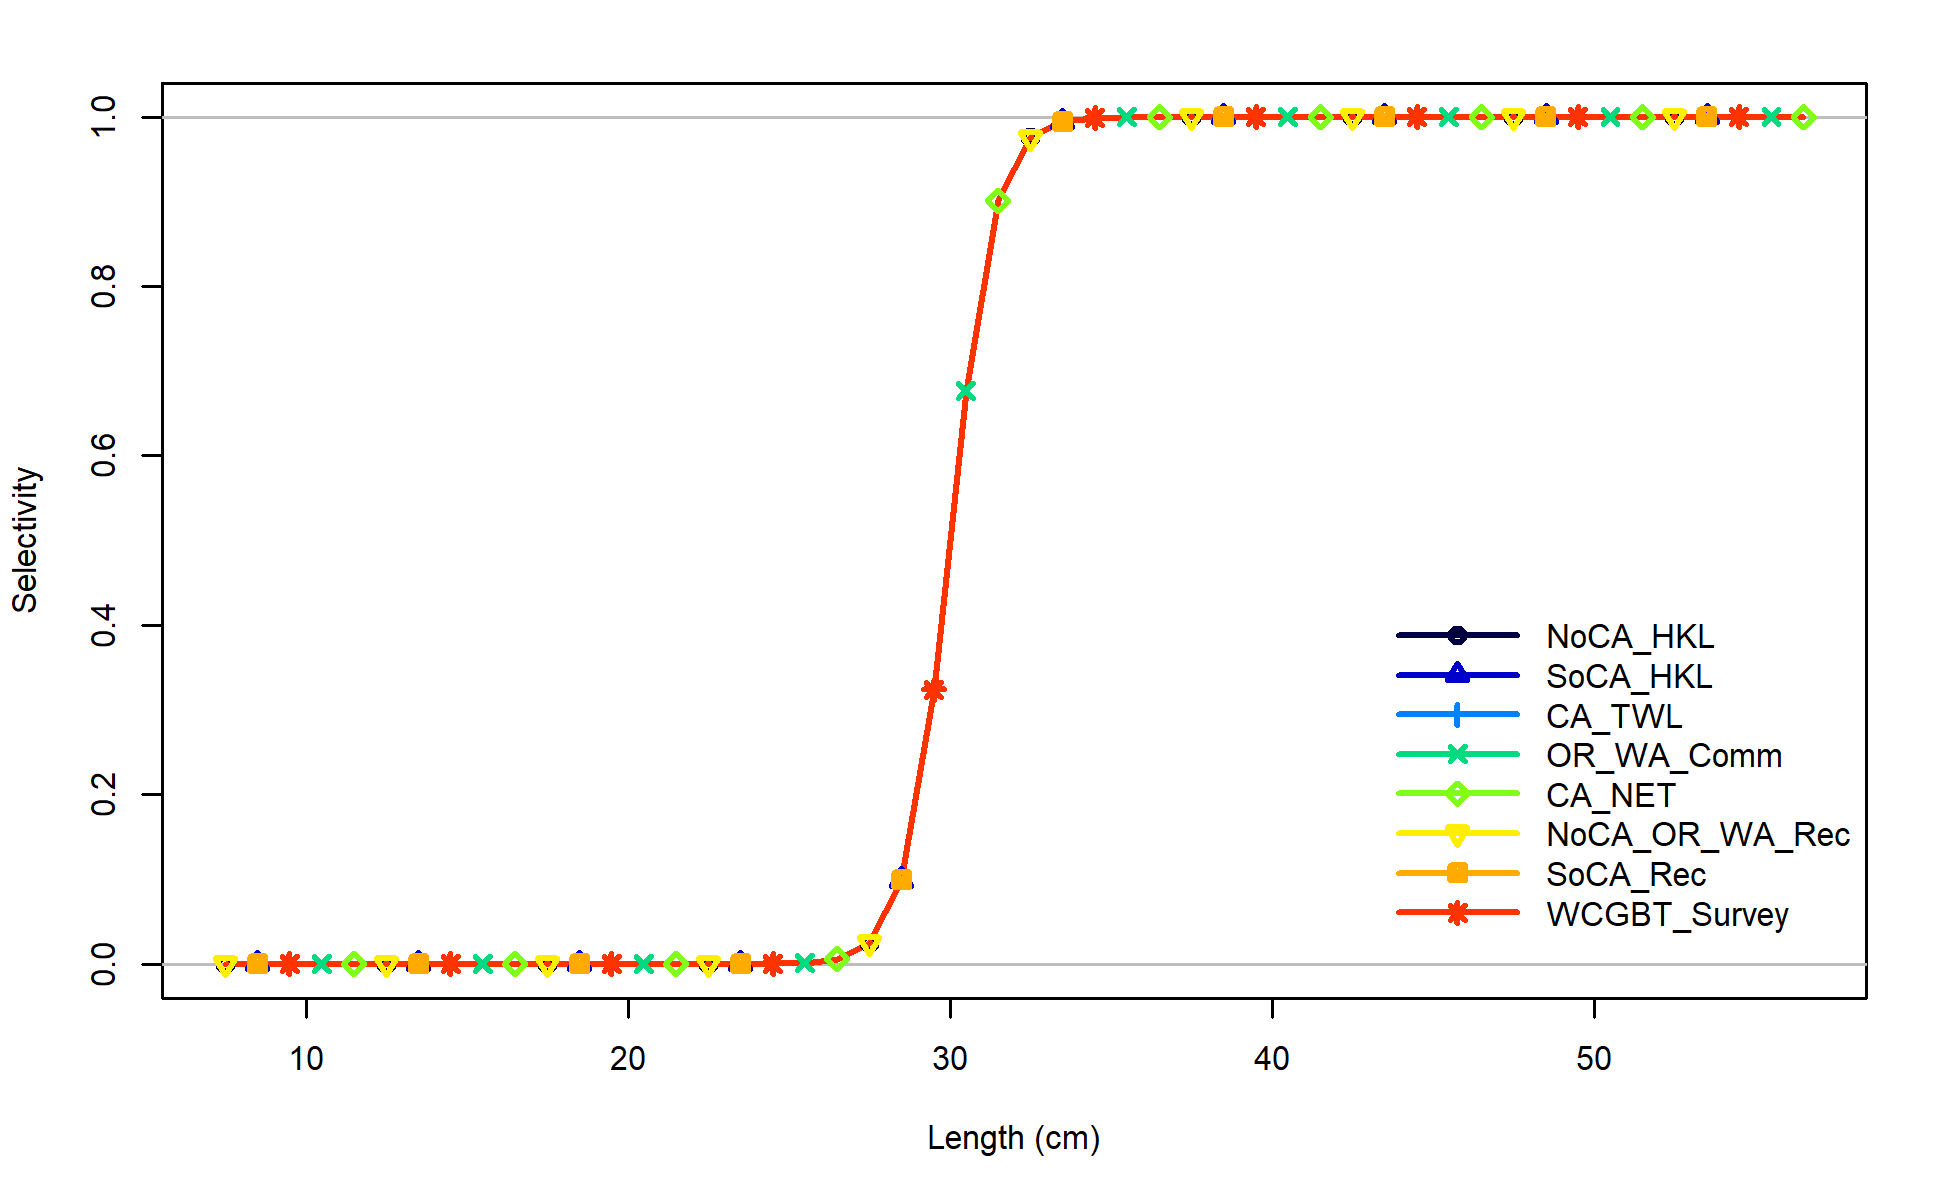 1.0
0.8
0.6
0.4
0.2
0.0
Selectivity
10 20 30 40 50
Length (cm)
NoCA_HKL
SoCA_HKL
CA_TWL
OR_WA_Comm
CA_NET
NoCA_OR_WA_Rec
SoCA_Rec
WCGBT_Survey